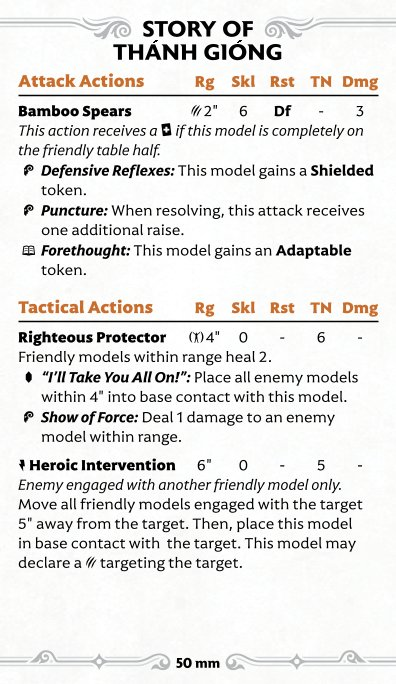 STORY OF
THÁNH GIÓNG
Attack Actions Rg Skl Rst TN Dmg
Bamboo Spears 2" 6 Df - 3
This action receives a if this model is completely on
the friendly table half.
Defensive Reflexes: This model gains a Shielded
token.
Puncture: When resolving, this attack receives
one additional raise.
Forethought: This model gains an Adaptable
token.
Tactical Actions Rg Skl Rst TN Dmg
Righteous Protector 4" 0 - 6 -
Friendly models within range heal 2.
“I’ll Take You All On!”: Place all enemy models
within 4" into base contact with this model.
Show of Force: Deal 1 damage to an enemy
model within range.
Heroic Intervention 6" 0 - 5 -
Enemy engaged with another friendly model only.
Move all friendly models engaged with the target
5" away from the target. Then, place this model
in base contact with the target. This model may
declare a targeting the target.
50 mm